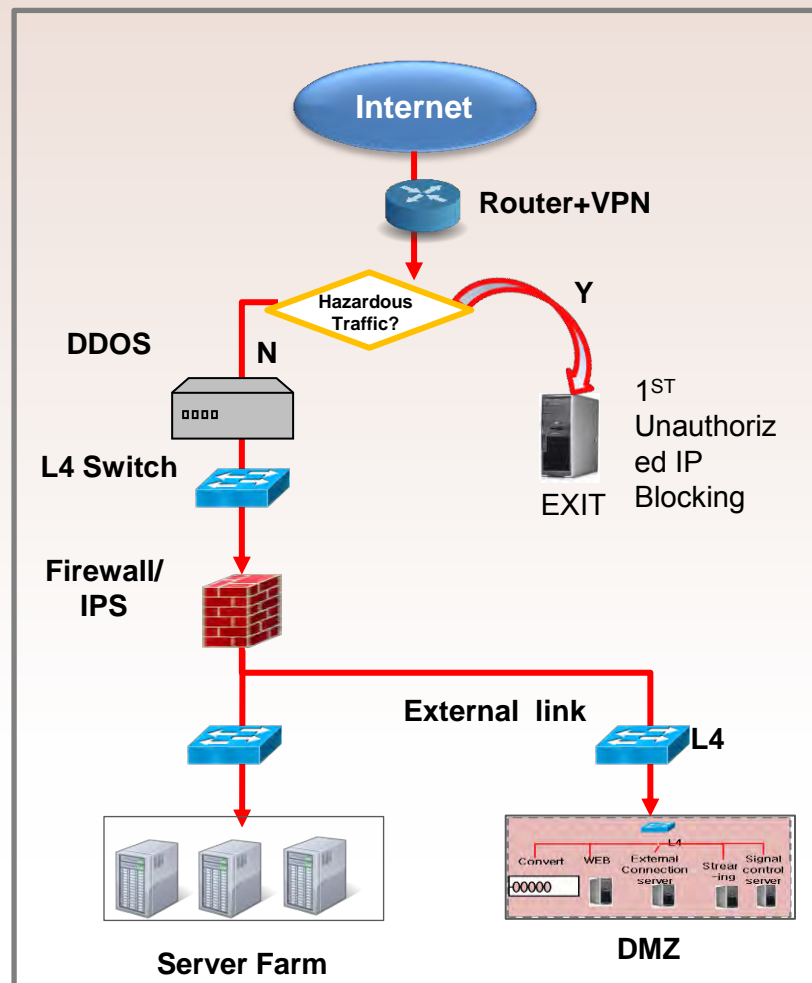 Internet
Router+VPN
Hazardous
Traffic?
Y
DDOS
N
1ST
Unauthoriz
ed IP
Blocking
L4 Switch
EXIT
Firewall/
IPS
External link
L4
L4
Convert
WEB
External
Connection
server
Strear
-ing
Signal
control
server
-00000
Server Farm
DMZ